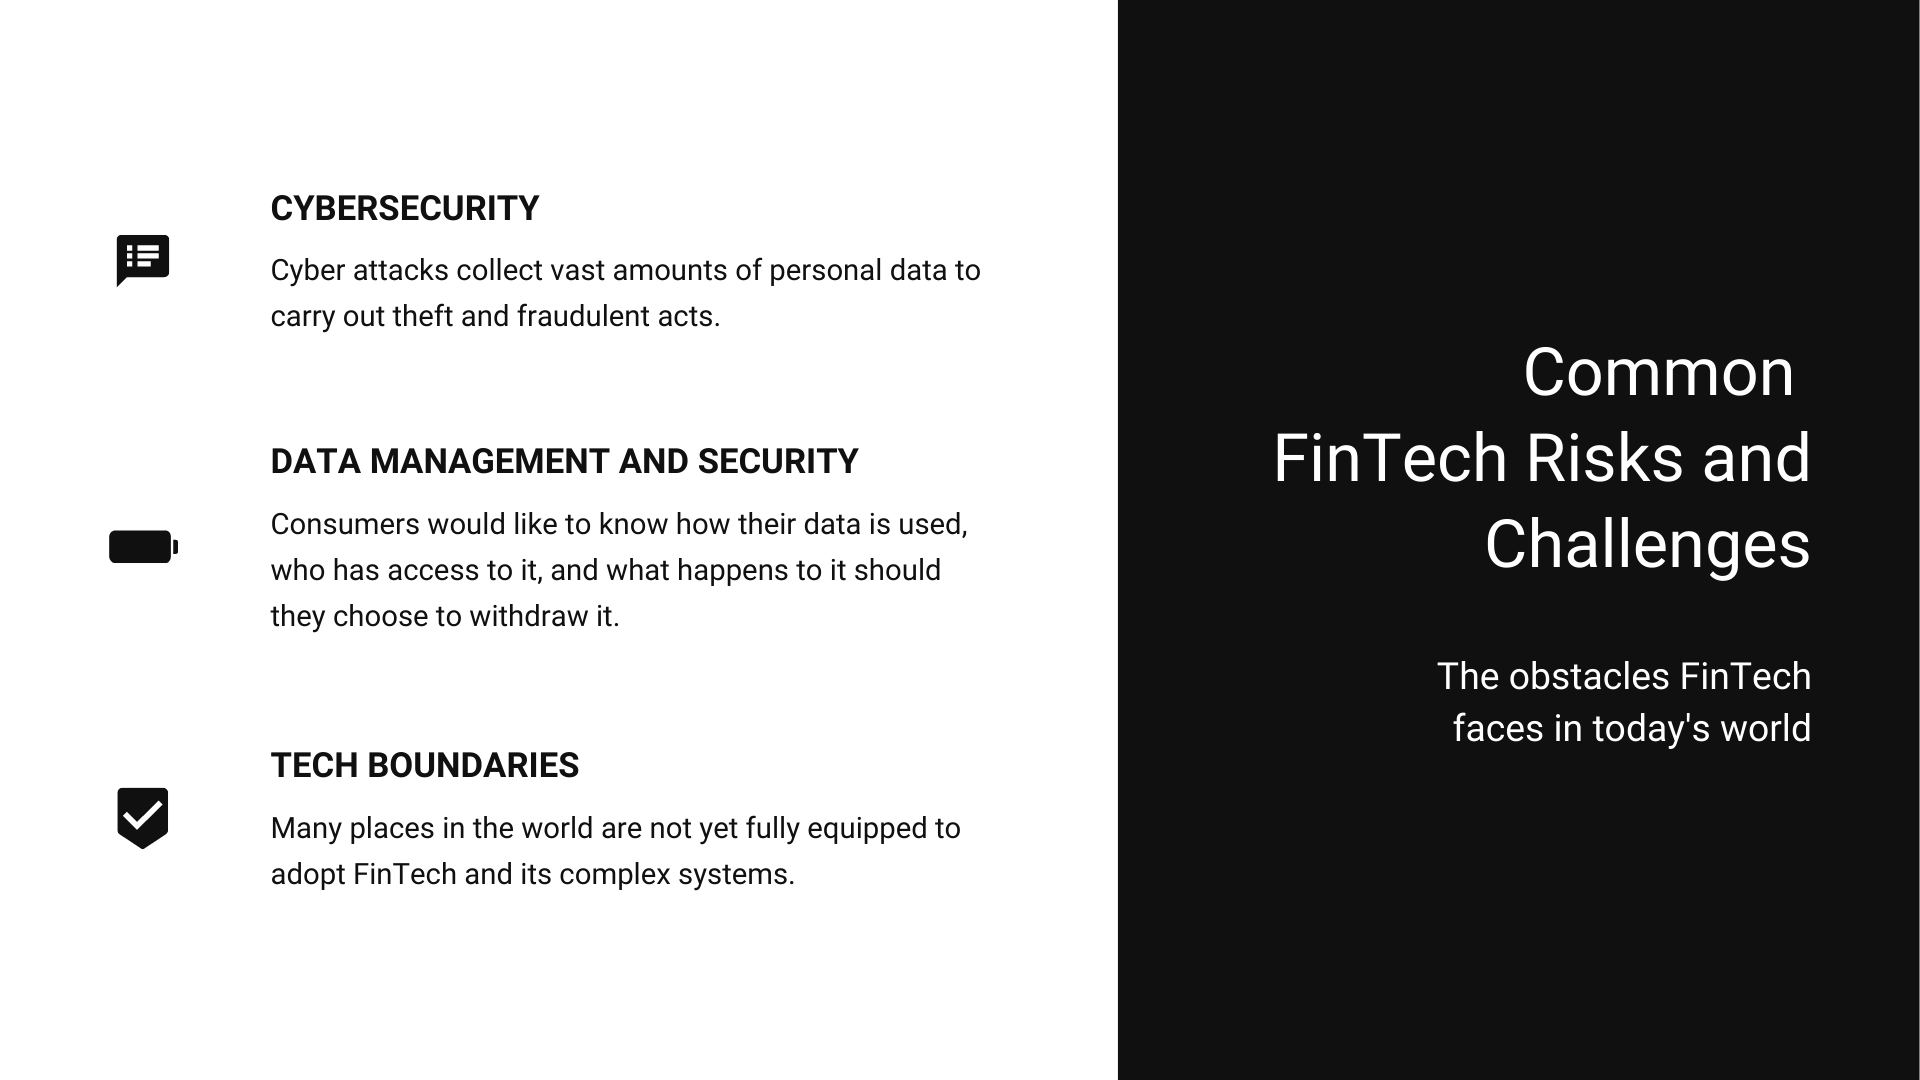 CYBERSECURITY
Cyber attacks collect vast amounts of personal data to
carry out theft and fraudulent acts.
DATA MANAGEMENT AND SECURITY
Consumers would like to know how their data is used,
who has access to it, and what happens to it should
they choose to withdraw it.
TECH BOUNDARIES
Many places in the world are not yet fully equipped to
adopt FinTech and its complex systems.
Common
FinTech Risks and
Challenges
The obstacles FinTech
faces in today's world